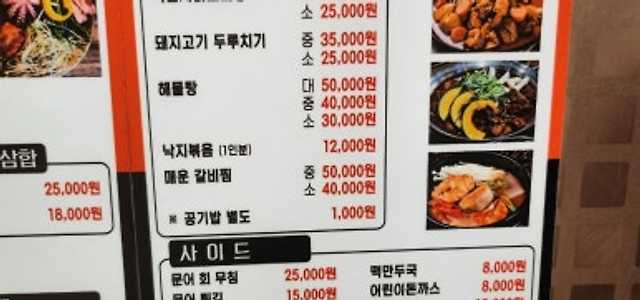 소 25,000원
돼지고기 두루치기 중 35,000원
소 25,000원
해물탕 대 50,000원
중 40,000원
소 30,000원
낙지볶음 (1인분) 12,000원
매운 갈비찜 중 50,000원
소 40,000원
※ 공기밥 별도 1,000원
삼합
25,000원
18,000원
사이드
문어 회 무침 25,000원
15,000원
떡만두국 8,000원
어린이돈까스 8,000원